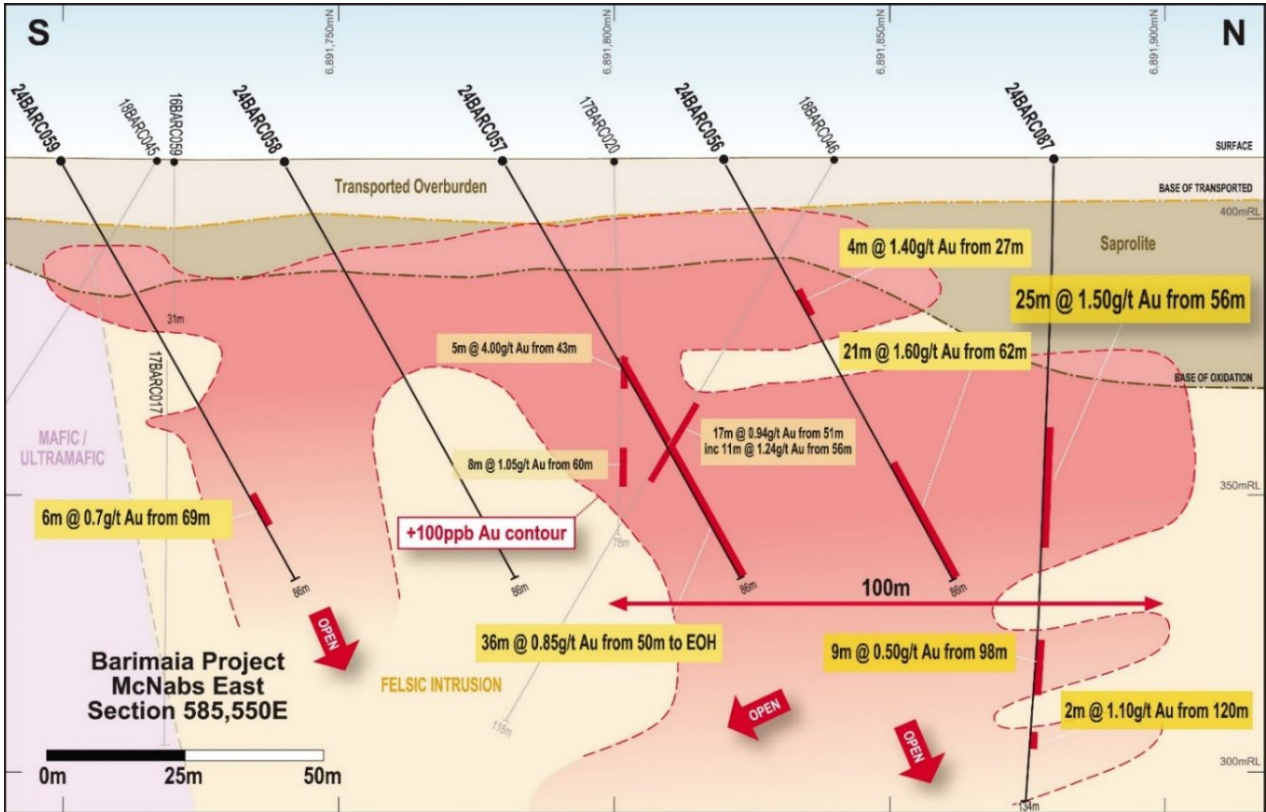 S
N
6,891,750mN
6,891,800mN
6,891,850mN
6,891,900mN
24BARC059
18BARC045
16BARC059
24BARC058
24BARC057
17BARC020
24BARC056
18BARC046
24BARC087
SURFACE
Transported Overburden
BASE OF TRANSPORTED
400mRL
Saprolite
4m @ 1.40g/t Au from 27m
25m @ 1.50g/t Au from 56m
31m
5m @ 4.00g/t Au from 43m
21m @ 1.60g/t Au from 62m
17BARC017
BASE OF OXIDATION
MAFIC /
ULTRAMAFIC
17m @ 0.94g/t Au from 51m
inc 11m @ 1.24g/t Au from 56m
8m @ 1.05g/t Au from 60m
350mRL
6m @ 0.7g/t Au from 69m
+100ppb Au contour
78m
86m
86m
86m
86m
100m
OPEN
36m @ 0.85g/t Au from 50m to EOH
9m @ 0.50g/t Au from 98m
Barimaia Project
McNabs East
Section 585,550E
FELSIC INTRUSION
OPEN
2m @ 1.10g/t Au from 120m
118m
OPEN
300mRL
0m
25m
50m
134m